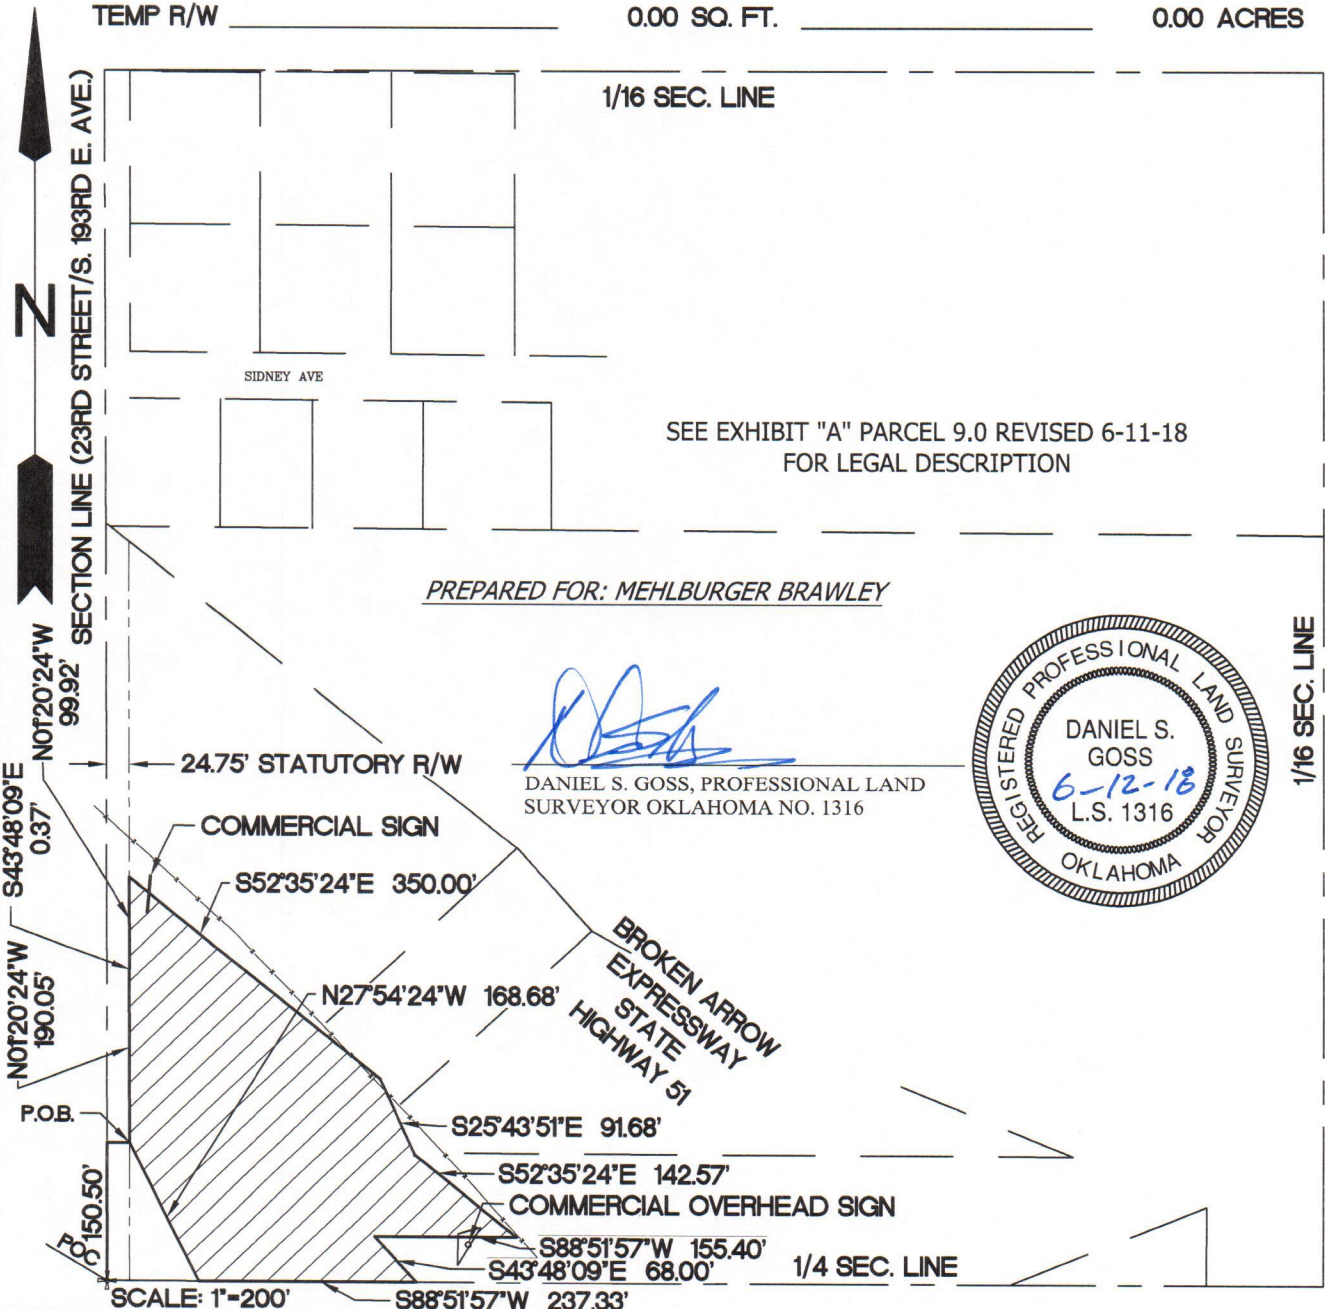 TEMP R/W 0.00 SQ. FT. 0.00 ACRES
1/16 SEC. LINE
SECTION LINE (23RD STREET/S. 193RD E. AVE.)
N
SIDNEY AVE
SEE EXHIBIT "A" PARCEL 9.0 REVISED 6-11-18
FOR LEGAL DESCRIPTION
PREPARED FOR: MEHLBURGER BRAWLEY
DANIEL S. GOSS, PROFESSIONAL LAND
SURVEYOR OKLAHOMA NO. 1316
REGISTERED PROFESSIONAL LAND SURVEYOR
DANIEL S.
GOSS
6-12-18
L.S. 1316
OKLAHOMA
1/16 SEC. LINE
N01°20'24"W
99.92'
24.75' STATUTORY R/W
S43°48'09"E
0.37'
COMMERCIAL SIGN
S52°35'24"E 350.00'
N01°20'24"W
190.05'
N27°54'24"W 168.68'
BROKEN ARROW
EXPRESSWAY
STATE
HIGHWAY 51
P.O.B.
S25°43'51"E 91.68'
S52°35'24"E 142.57'
COMMERCIAL OVERHEAD SIGN
150.50'
P.O.C
S88°51'57"W 155.40'
S43°48'09"E 68.00'
1/4 SEC. LINE
SCALE: 1"=200'
S88°51'57"W 237.33'